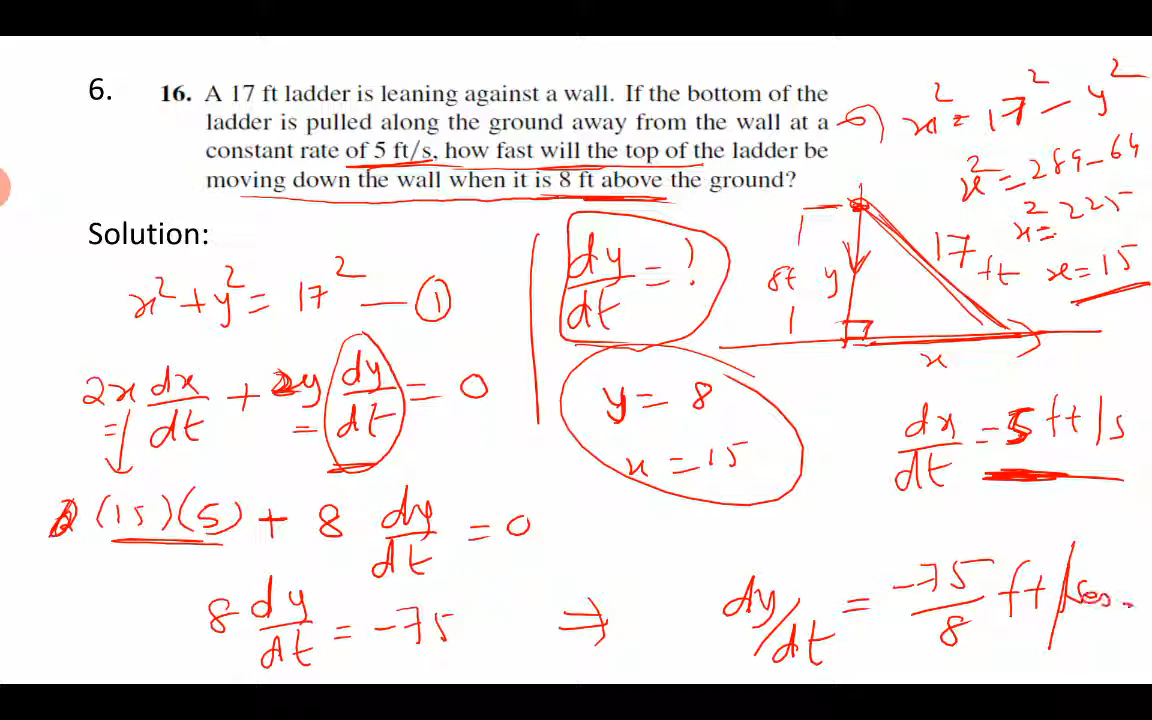 6. 16. A 17 ft ladder is leaning against a wall. If the bottom of the
ladder is pulled along the ground away from the wall at a
constant rate of 5 ft/s, how fast will the top of the ladder be
moving down the wall when it is 8 ft above the ground?
x² = 17² − y²
x² = 289 − 64
x² = 225
x = 15
Solution:
x² + y² = 17² — ①
dy/dt = ?
8ft y
17 ft
x
2x dx/dt + 2y dy/dt = 0
y = 8
x = 15
dx/dt = 5 ft/s
2 (15)(5) + 8 dy/dt = 0
8 dy/dt = −75 ⇒ dy/dt = −75/8 ft/sec.